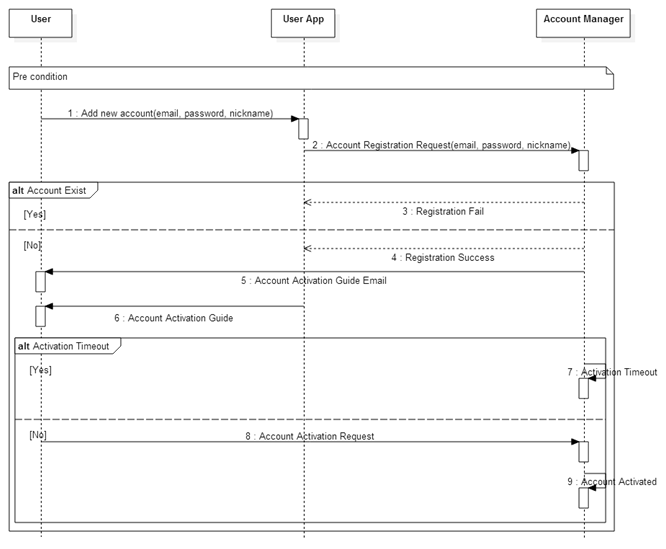 User
User App
Account Manager
Pre condition
1 : Add new account(email, password, nickname)
2 : Account Registration Request(email, password, nickname)
alt Account Exist
3 : Registration Fail
[Yes]
[No]
4 : Registration Success
5 : Account Activation Guide Email
6 : Account Activation Guide
alt Activation Timeout
[Yes]
7 : Activation Timeout
[No]
8 : Account Activation Request
9 : Account Activated